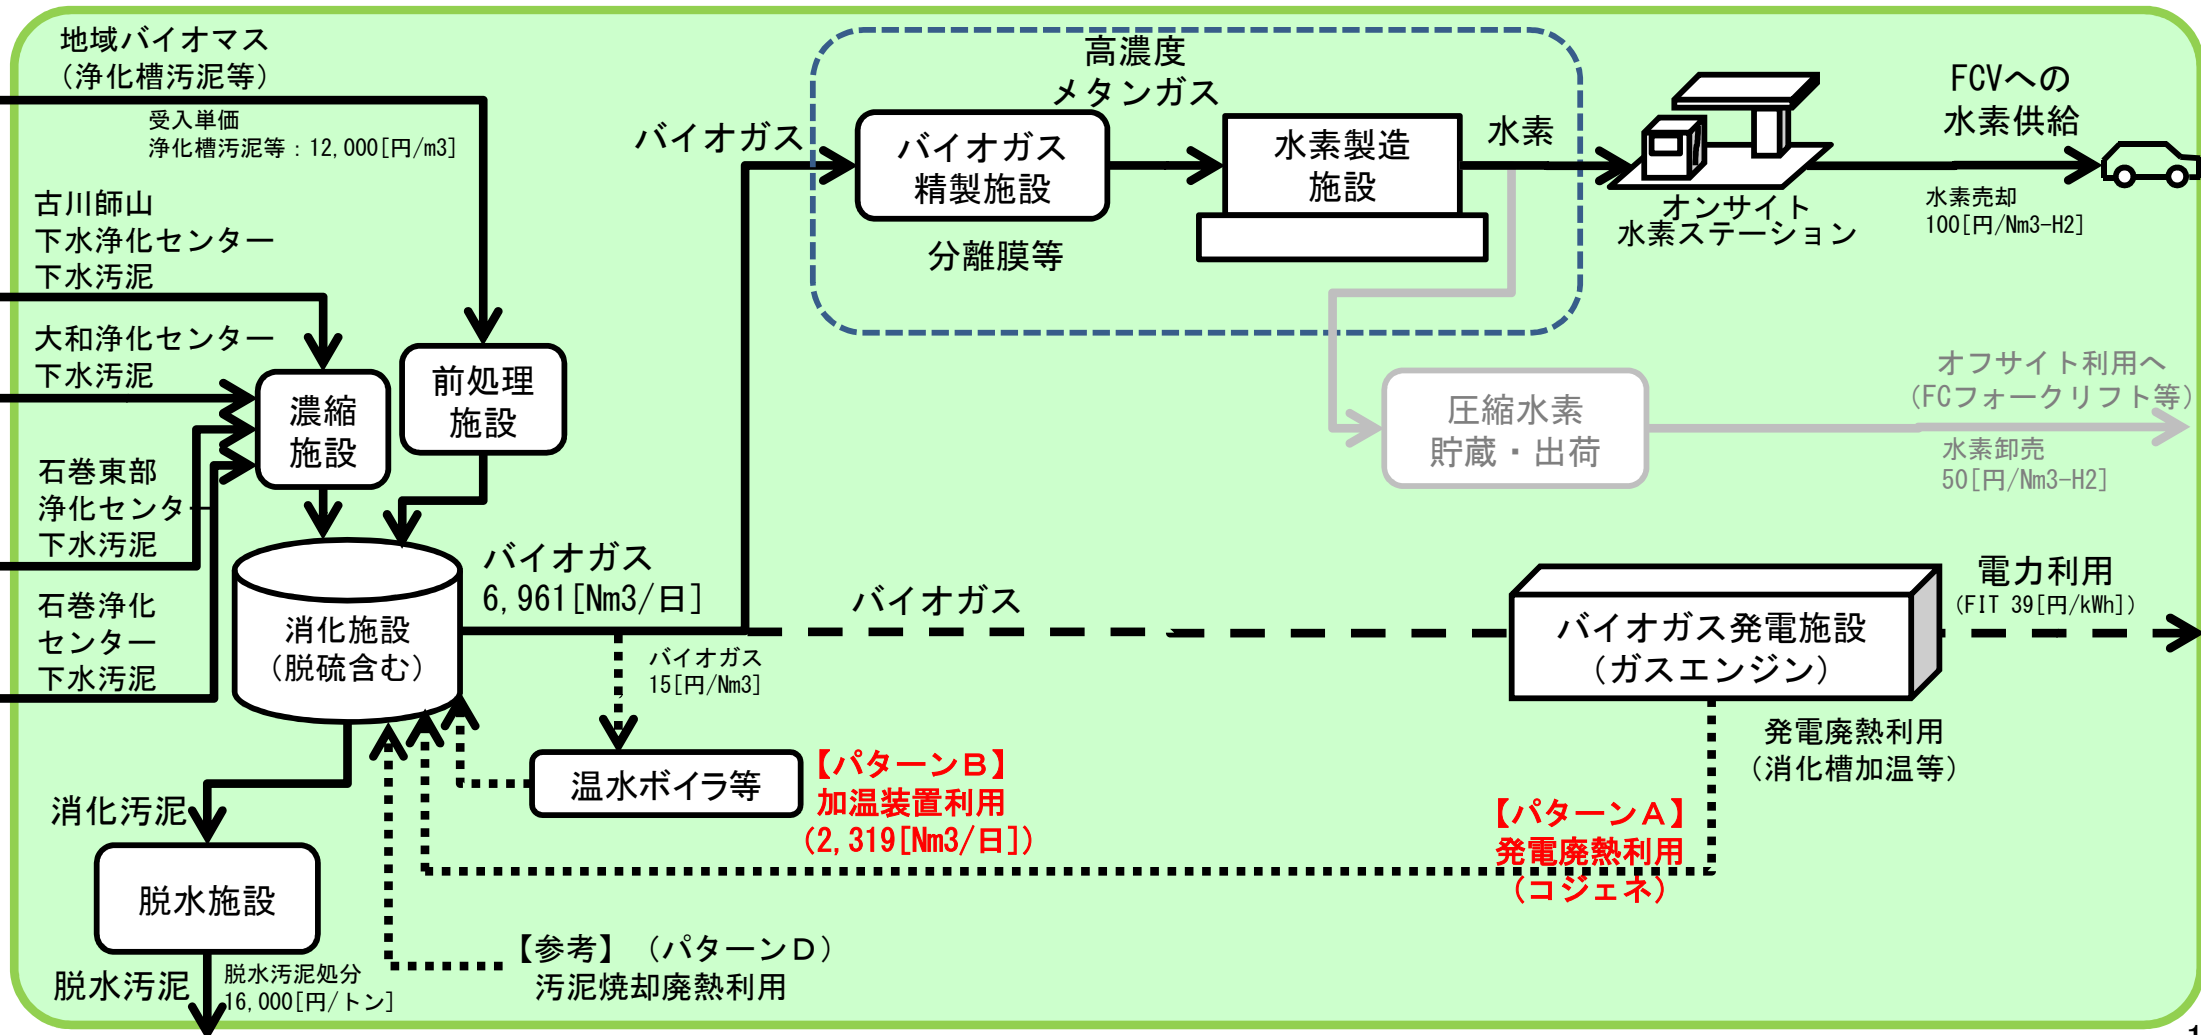 地域バイオマス
（浄化槽汚泥等）
受入単価
浄化槽汚泥等：12,000[円/m3]
古川師山
下水浄化センター
下水汚泥
大和浄化センター
下水汚泥
石巻東部
浄化センター
下水汚泥
石巻浄化
センター
下水汚泥
濃縮
施設
前処理
施設
消化施設
（脱硫含む）
バイオガス
6,961[Nm3/日]
バイオガス
15[円/Nm3]
温水ボイラ等
【パターンＢ】
加温装置利用
（2,319[Nm3/日]）
消化汚泥
脱水施設
脱水汚泥
脱水汚泥処分
16,000[円/トン]
【参考】（パターンＤ）
汚泥焼却廃熱利用
バイオガス
高濃度
メタンガス
バイオガス
精製施設
分離膜等
水素製造
施設
水素
オンサイト
水素ステーション
FCVへの
水素供給
水素売却
100[円/Nm3-H2]
圧縮水素
貯蔵・出荷
オフサイト利用へ
（FCフォークリフト等）
水素卸売
50[円/Nm3-H2]
バイオガス
バイオガス発電施設
（ガスエンジン）
電力利用
（FIT 39[円/kWh]）
発電廃熱利用
（消化槽加温等）
【パターンＡ】
発電廃熱利用
（コジェネ）